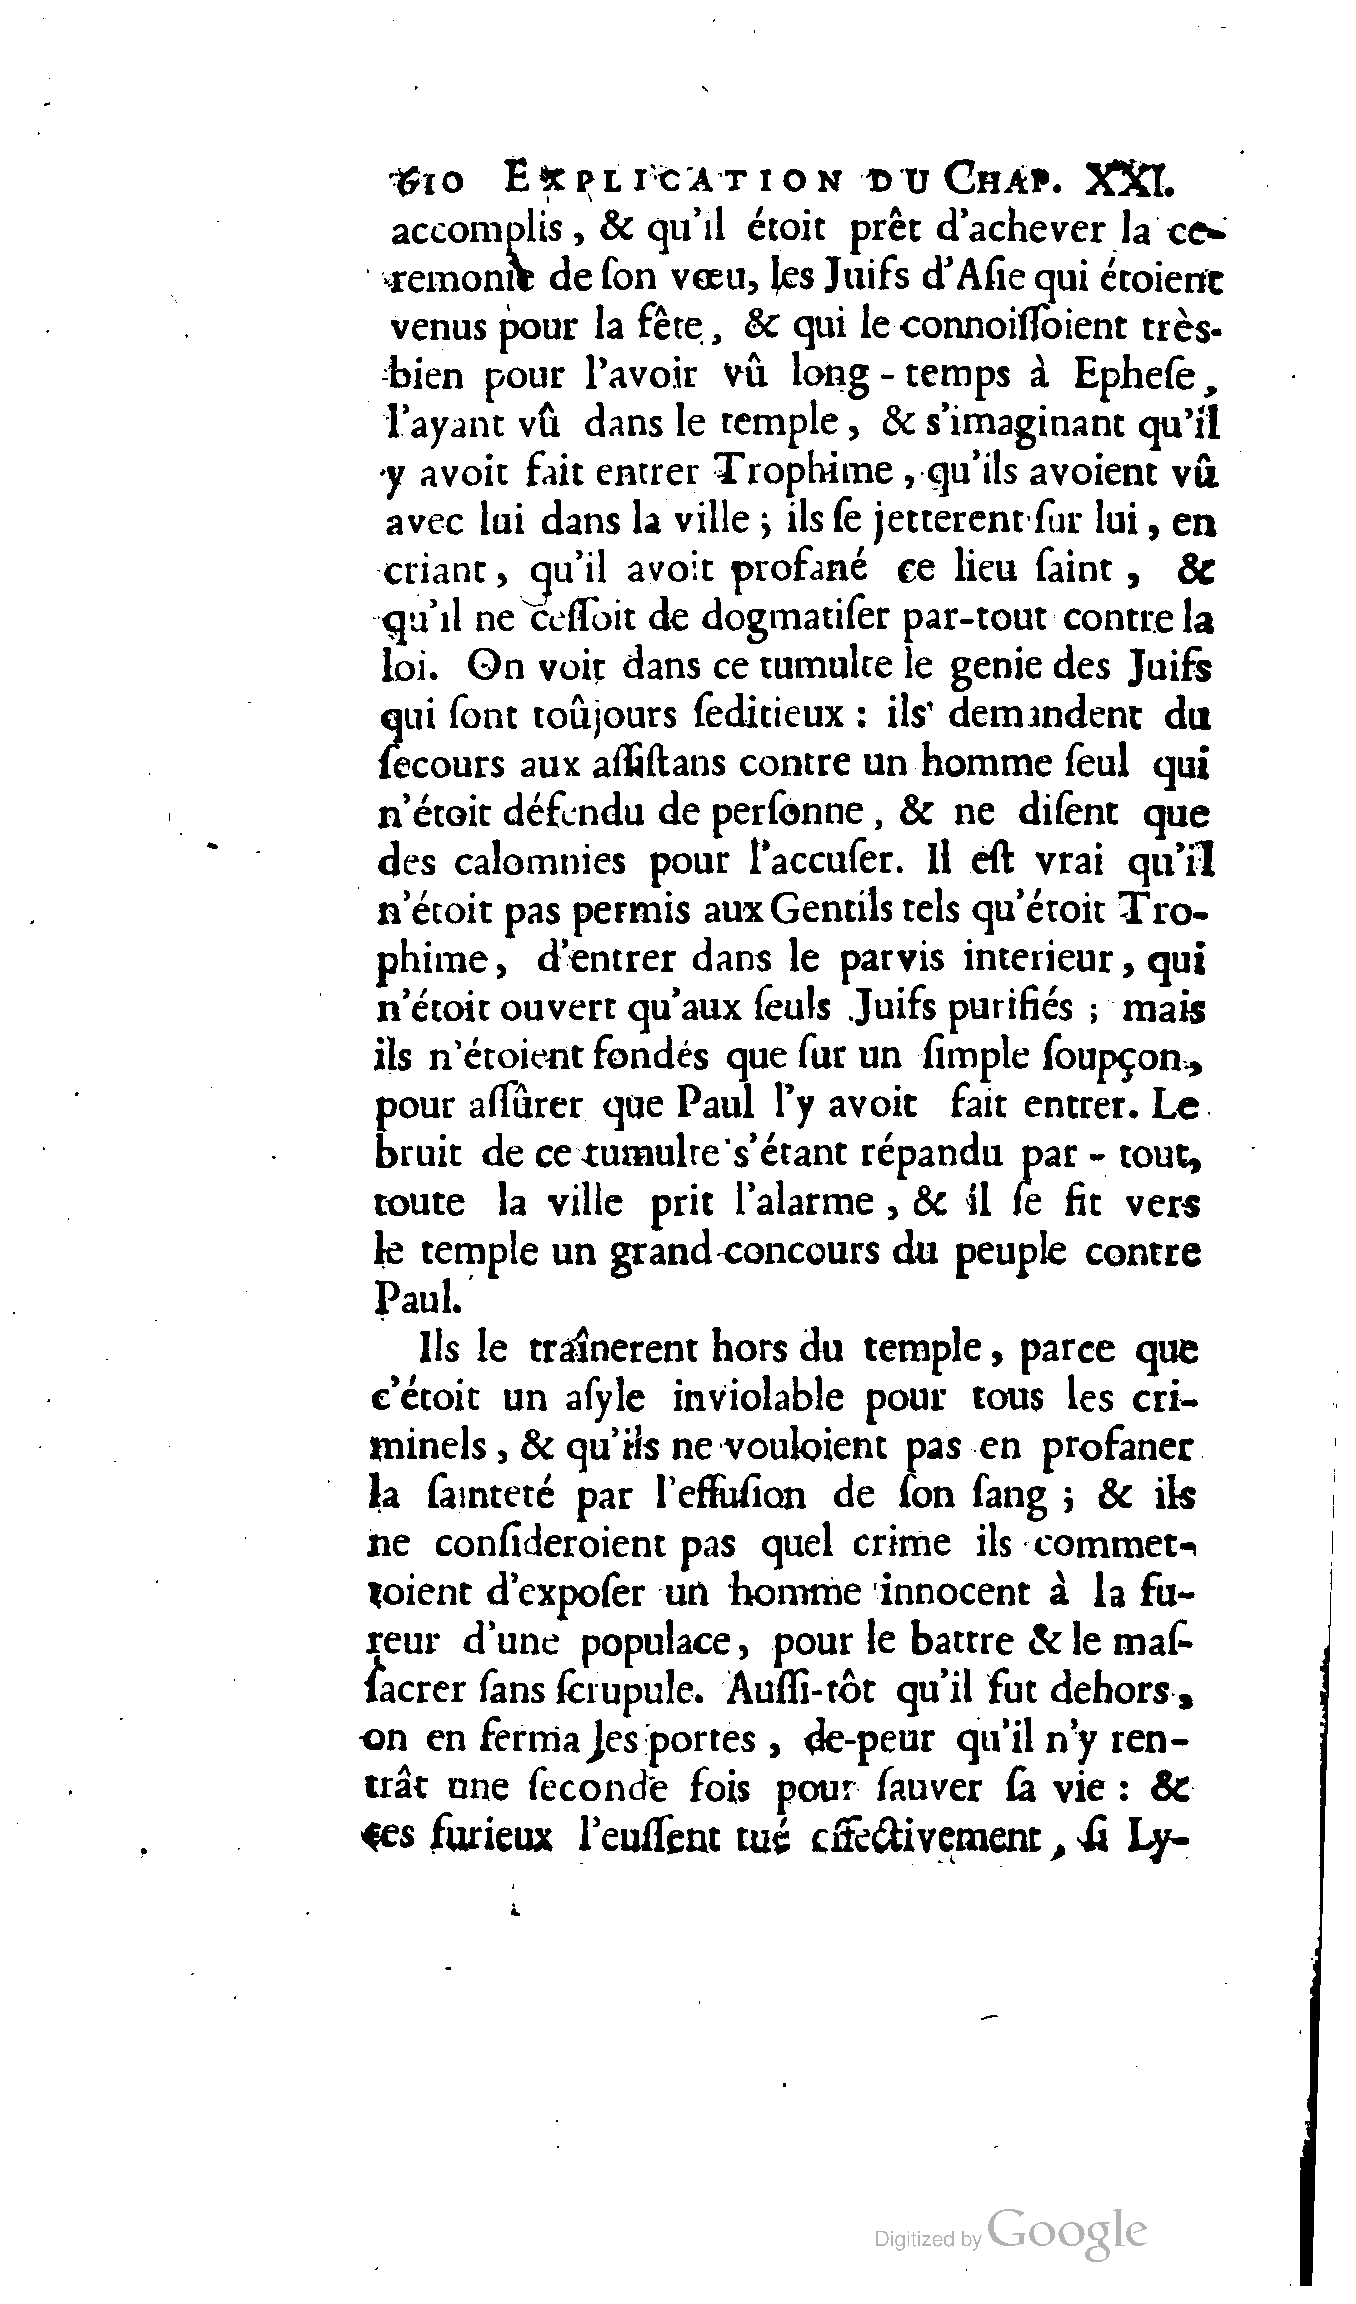 610 EXPLICATION DU CHAP. XXI.
accomplis, & qu'il étoit prêt d'achever la ce-
remonie de ſon vœu, les Juifs d'Aſie qui étoient
venus pour la fête, & qui le connoiſſoient très-
bien pour l'avoir vû long-temps à Epheſe,
l'ayant vû dans le temple, & s'imaginant qu'il
y avoit fait entrer Trophime, qu'ils avoient vû
avec lui dans la ville; ils ſe jetterent ſur lui, en
criant, qu'il avoit profané ce lieu ſaint, &
qu'il ne ceſſoit de dogmatiſer par-tout contre la
loi. On voit dans ce tumulte le genie des Juifs
qui ſont toûjours ſeditieux : ils demandent du
ſecours aux aſſiſtans contre un homme ſeul qui
n'étoit défendu de perſonne, & ne diſent que
des calomnies pour l'accuſer. Il eſt vrai qu'il
n'étoit pas permis aux Gentils tels qu'étoit Tro-
phime, d'entrer dans le parvis interieur, qui
n'étoit ouvert qu'aux ſeuls Juifs purifiés ; mais
ils n'étoient fondés que ſur un ſimple ſoupçon,
pour aſſûrer que Paul l'y avoit fait entrer. Le
bruit de ce tumulte s'étant répandu par-tout,
toute la ville prit l'alarme, & il ſe fit vers
le temple un grand concours du peuple contre
Paul.
Ils le traînerent hors du temple, parce que
c'étoit un aſyle inviolable pour tous les cri-
minels, & qu'ils ne vouloient pas en profaner
la ſainteté par l'effuſion de ſon ſang ; & ils
ne conſideroient pas quel crime ils commet-
toient d'expoſer un homme innocent à la fu-
reur d'une populace, pour le battre & le maſ-
ſacrer ſans ſcrupule. Auſſi-tôt qu'il fut dehors,
on en ferma les portes, de-peur qu'il n'y ren-
trât une ſeconde fois pour ſauver ſa vie : &
ces furieux l'euſſent tué effectivement, ſi Ly-
Digitized by Google